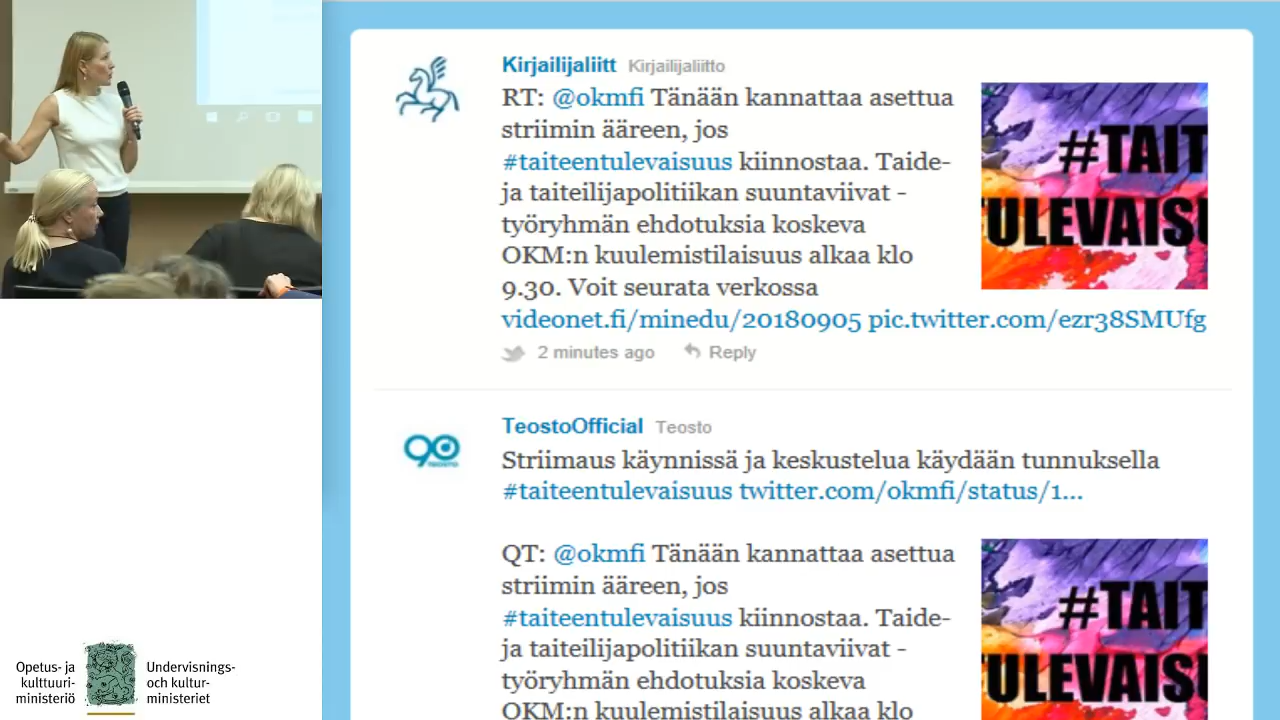 Kirjailijaliitt Kirjailijaliitto
RT: @okmfi Tänään kannattaa asettua
striimin ääreen, jos
#taiteentulevaisuus kiinnostaa. Taide-
ja taiteilijapolitiikan suuntaviivat -
työryhmän ehdotuksia koskeva
OKM:n kuulemistilaisuus alkaa klo
9.30. Voit seurata verkossa
videonet.fi/minedu/20180905 pic.twitter.com/ezr38SMUfg
2 minutes ago Reply
#TAIT
ULEVAIS
TeostoOfficial Teosto
90
TEOSTO
Striimaus käynnissä ja keskustelua käydään tunnuksella
#taiteentulevaisuus twitter.com/okmfi/status/1...
QT: @okmfi Tänään kannattaa asettua
striimin ääreen, jos
#taiteentulevaisuus kiinnostaa. Taide-
ja taiteilijapolitiikan suuntaviivat -
työryhmän ehdotuksia koskeva
OKM:n kuulemistilaisuus alkaa klo
#TAIT
ULEVAIS
Opetus- ja
kulttuuri-
ministeriö
Undervisnings-
och kultur-
ministeriet